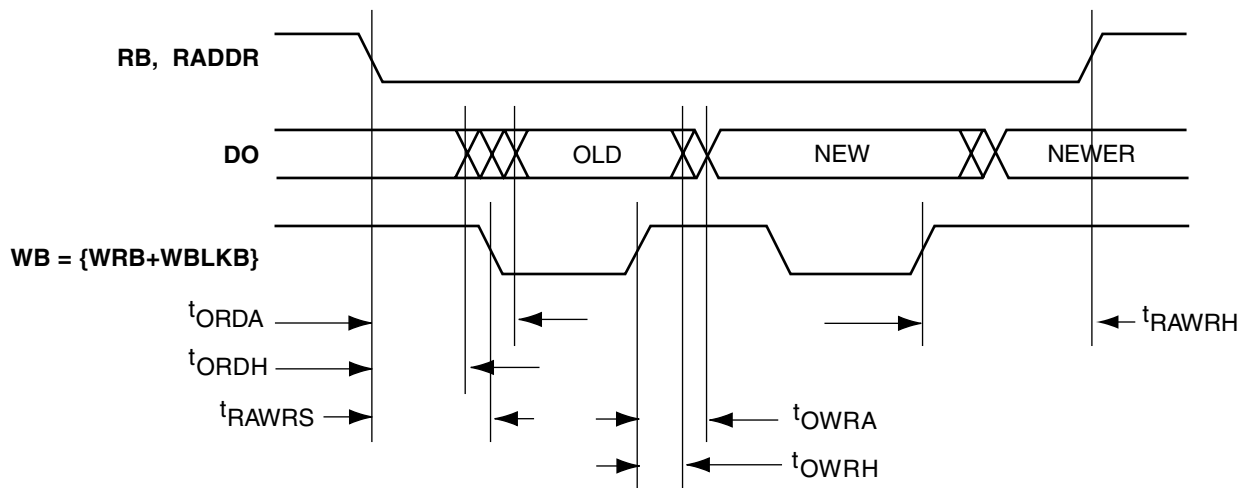 RB, RADDR
DO
OLD
NEW
NEWER
WB = {WRB+WBLKB}
tORDA
tRAWRH
tORDH
tRAWRS
tOWRA
tOWRH